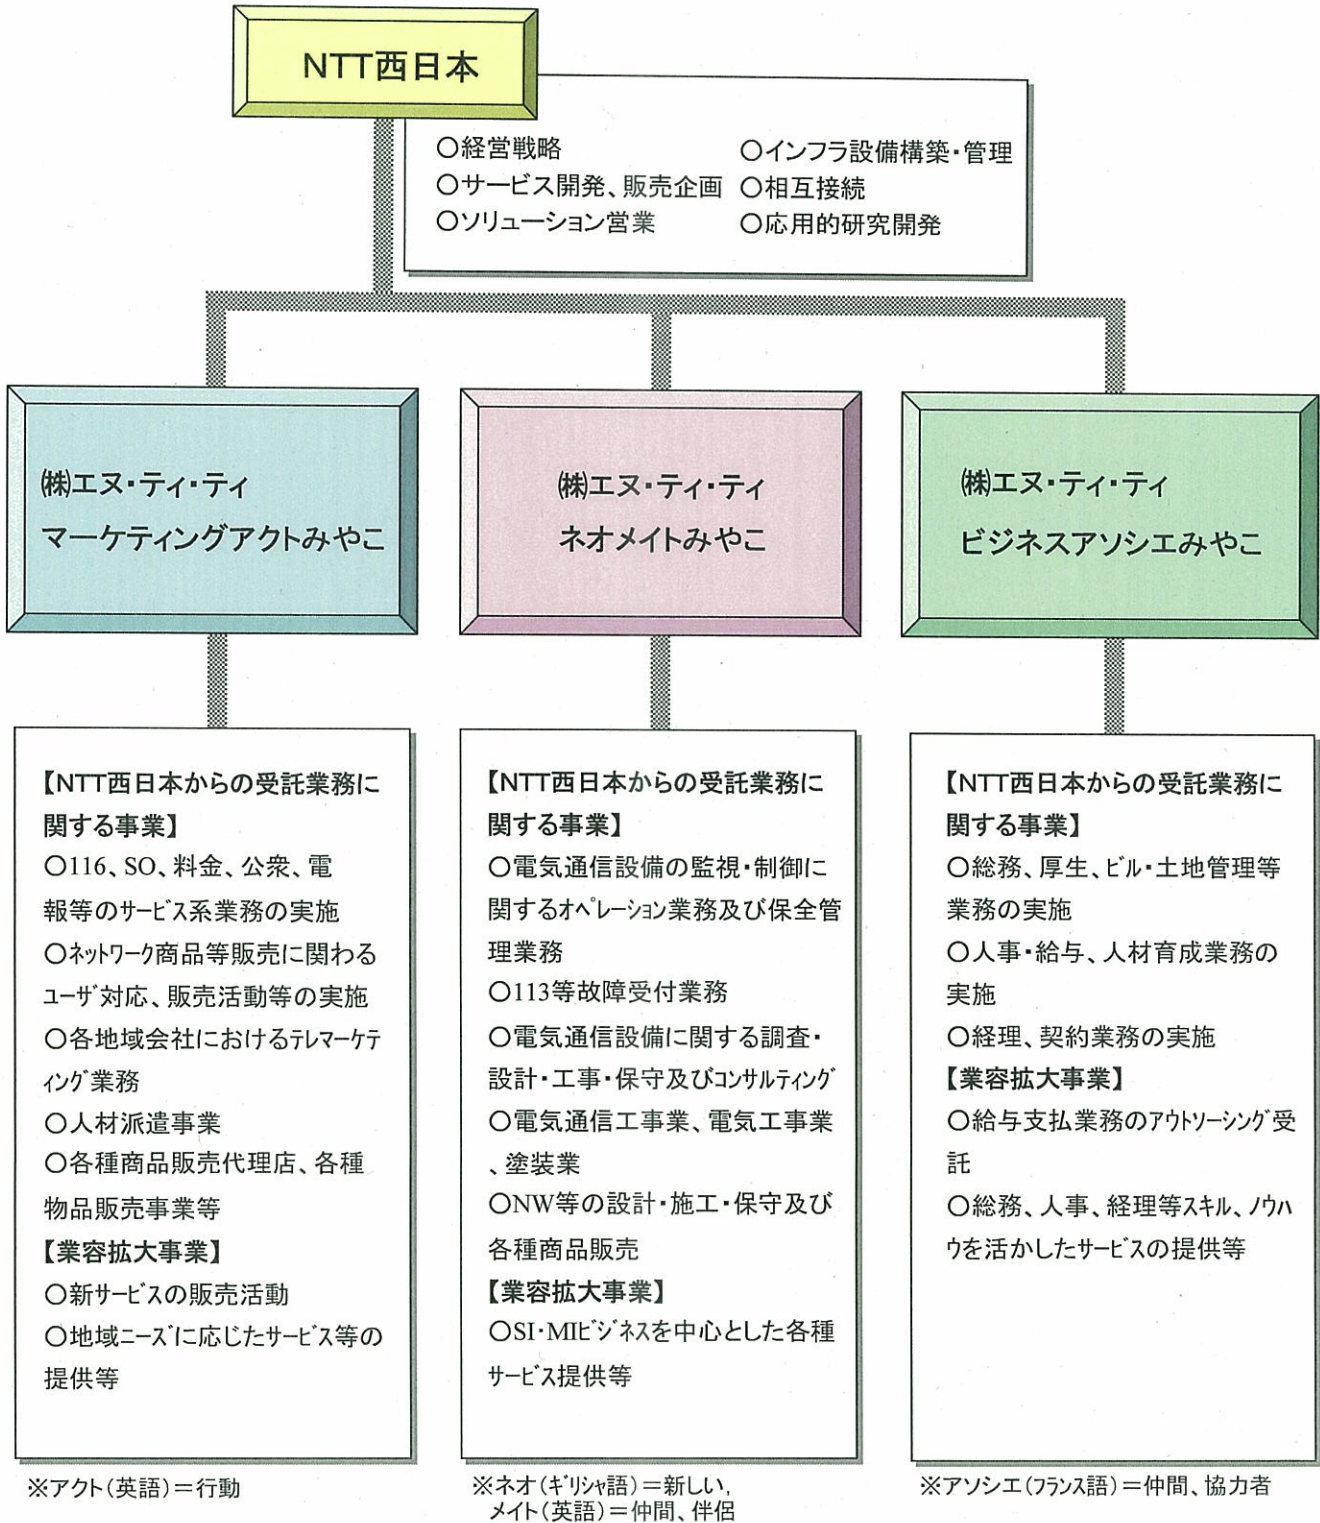 NTT西日本
○経営戦略
○サービス開発、販売企画
○ソリューション営業
○インフラ設備構築・管理
○相互接続
○応用的研究開発
㈱エヌ・ティ・ティ
マーケティングアクトみやこ
㈱エヌ・ティ・ティ
ネオメイトみやこ
㈱エヌ・ティ・ティ
ビジネスアソシエみやこ
【NTT西日本からの受託業務に
関する事業】
○116、SO、料金、公衆、電
報等のサービス系業務の実施
○ネットワーク商品等販売に関わる
ユーザ対応、販売活動等の実施
○各地域会社におけるテレマーケテ
ィング業務
○人材派遣事業
○各種商品販売代理店、各種
物品販売事業等
【業容拡大事業】
○新サービスの販売活動
○地域ニーズに応じたサービス等の
提供等
※アクト(英語)=行動
【NTT西日本からの受託業務に
関する事業】
○電気通信設備の監視・制御に
関するオペレーション業務及び保全管
理業務
○113等故障受付業務
○電気通信設備に関する調査・
設計・工事・保守及びコンサルティング
○電気通信工事業、電気工事業
、塗装業
○NW等の設計・施工・保守及び
各種商品販売
【業容拡大事業】
○SI・MIビジネスを中心とした各種
サービス提供等
※ネオ(ギリシャ語)=新しい,
メイト(英語)=仲間、伴侶
【NTT西日本からの受託業務に
関する事業】
○総務、厚生、ビル・土地管理等
業務の実施
○人事・給与、人材育成業務の
実施
○経理、契約業務の実施
【業容拡大事業】
○給与支払業務のアウトソーシング受
託
○総務、人事、経理等スキル、ノウハ
ウを活かしたサービスの提供等
※アソシエ(フランス語)=仲間、協力者